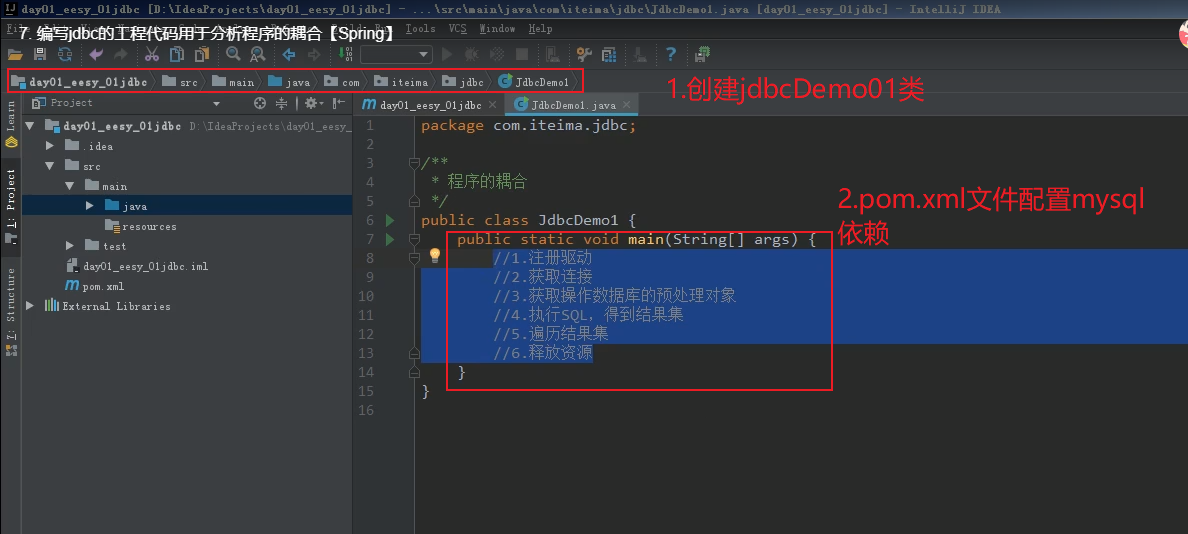 day01_eesy_01jdbc [D:\IdeaProjects\day01_eesy_01jdbc] - ...\src\main\java\com\iteima\jdbc\JdbcDemo1.java [day01_eesy_01jdbc] - IntelliJ IDEA
Tools VCS Window Help
7. 编写jdbc的工程代码用于分析程序的耦合【Spring】
day01_eesy_01jdbc src main java com iteima jdbc JdbcDemo1
1.创建jdbcDemo01类
Learn
1: Project
7: Structure
Project
day01_eesy_01jdbc D:\IdeaProjects\day01_eesy_
.idea
src
main
java
resources
test
day01_eesy_01jdbc.iml
pom.xml
External Libraries
day01_eesy_01jdbc JdbcDemo1.java
1 package com.iteima.jdbc;
2
3 /**
4 * 程序的耦合
5 */
6 public class JdbcDemo1 {
7 public static void main(String[] args) {
8 //1.注册驱动
9 //2.获取连接
10 //3.获取操作数据库的预处理对象
11 //4.执行SQL，得到结果集
12 //5.遍历结果集
13 //6.释放资源
14 }
15 }
16
2.pom.xml文件配置mysql
依赖